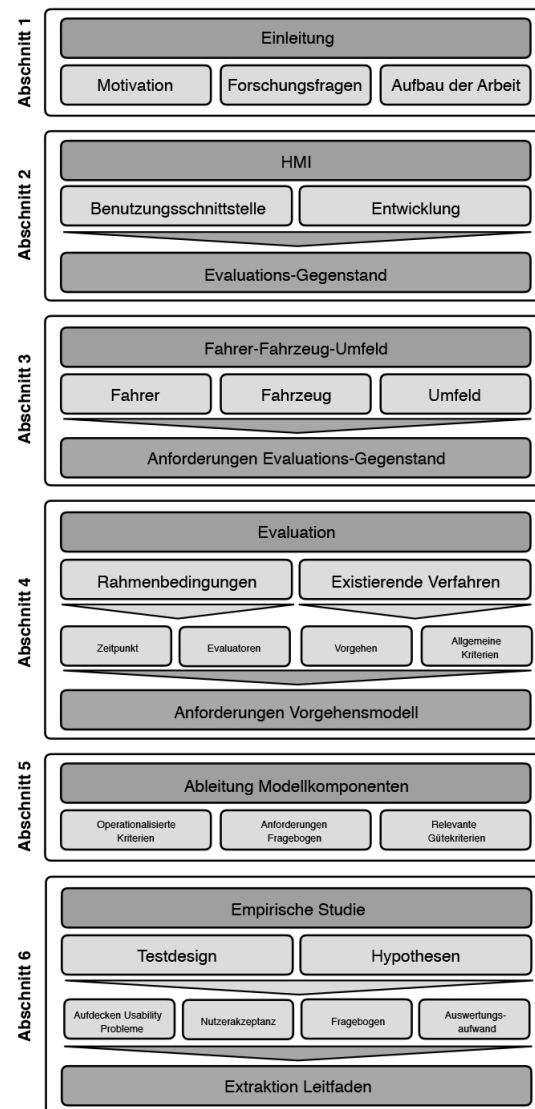 Abschnitt 1
Einleitung
Motivation
Forschungsfragen
Aufbau der Arbeit
Abschnitt 2
HMI
Benutzungsschnittstelle
Entwicklung
Evaluations-Gegenstand
Abschnitt 3
Fahrer-Fahrzeug-Umfeld
Fahrer
Fahrzeug
Umfeld
Anforderungen Evaluations-Gegenstand
Abschnitt 4
Evaluation
Rahmenbedingungen
Existierende Verfahren
Zeitpunkt
Evaluatoren
Vorgehen
Allgemeine
Kriterien
Anforderungen Vorgehensmodell
Abschnitt 5
Ableitung Modellkomponenten
Operationalisierte
Kriterien
Anforderungen
Fragebogen
Relevante
Gütekriterien
Abschnitt 6
Empirische Studie
Testdesign
Hypothesen
Aufdecken Usability
Probleme
Nutzerakzeptanz
Fragebogen
Auswertungs-
aufwand
Extraktion Leitfaden